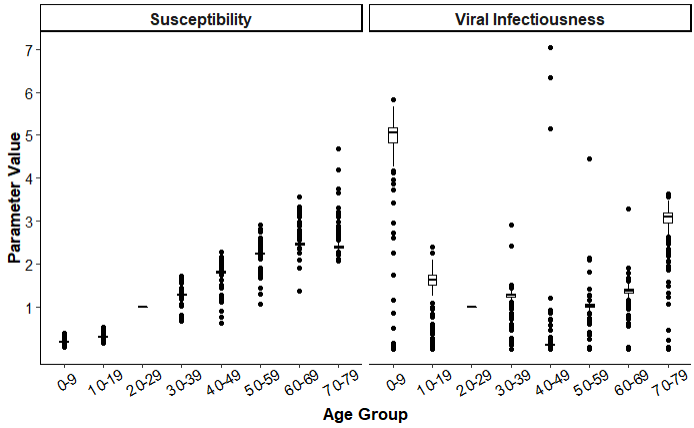 Susceptibility Viral Infectiousness
Parameter Value
7
6
5
4
3
2
1
0-9 10-19 20-29 30-39 40-49 50-59 60-69 70-79 0-9 10-19 20-29 30-39 40-49 50-59 60-69 70-79
Age Group